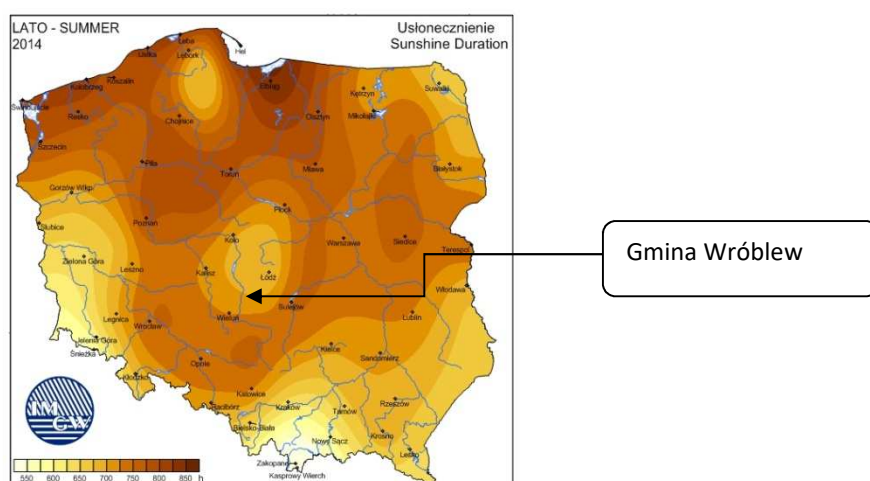 LATO - SUMMER
2014
Usłonecznienie
Sunshine Duration
Łeba
Hel
Ustka
Lębork
Koszalin
Kołobrzeg
Elbląg
Kętrzyn
Suwałki
Świnoujście
Resko
Chojnice
Olsztyn
Mikołajki
Szczecin
Piła
Toruń
Mława
Białystok
Gorzów Wlkp.
Płock
Poznań
Słubice
Koło
Warszawa
Siedlce
Terespol
Gmina Wróblew
Zielona Góra
Leszno
Kalisz
Łódź
Włodawa
Legnica
Wrocław
Wieluń
Sulejów
Lublin
Jelenia Góra
Śnieżka
Kielce
Sandomierz
Opole
Kłodzko
Katowice
Racibórz
Kraków
Tarnów
Rzeszów
Bielsko-Biała
Nowy Sącz
Krosno
Lesko
Zakopane
Kasprowy Wierch
IM
GW
550 600 650 700 750 800 850 h